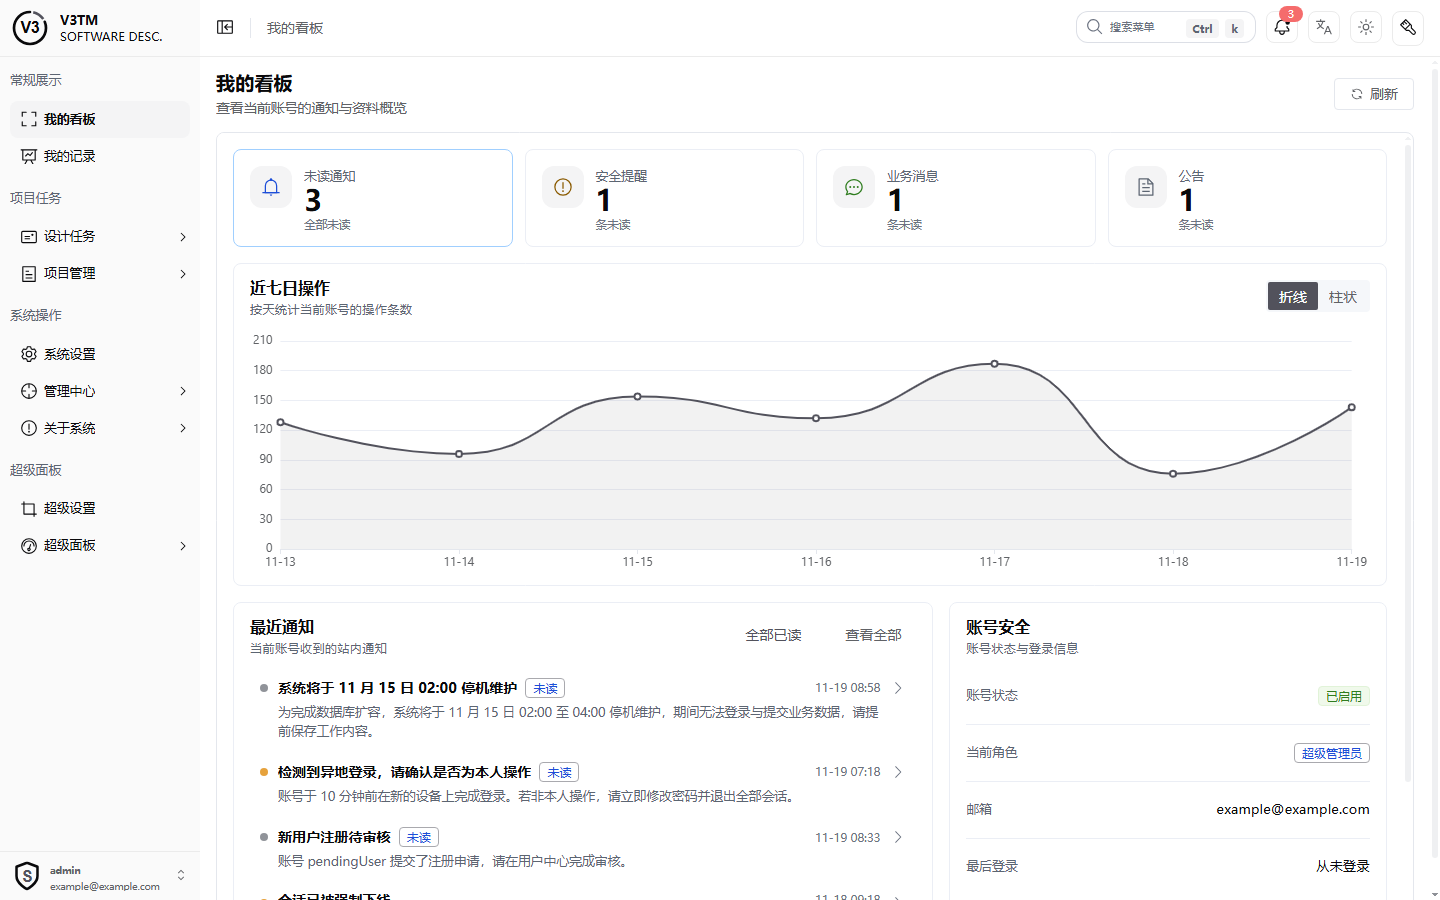 V3
V3TM
SOFTWARE DESC.
我的看板
搜索菜单
Ctrl
k
3
常规展示
我的看板
我的记录
项目任务
设计任务
项目管理
系统操作
系统设置
管理中心
关于系统
超级面板
超级设置
超级面板
S
admin
example@example.com
我的看板
查看当前账号的通知与资料概览
刷新
未读通知
3
全部未读
安全提醒
1
条未读
业务消息
1
条未读
公告
1
条未读
近七日操作
按天统计当前账号的操作条数
折线
柱状
210
180
150
120
90
60
30
0
11-13
11-14
11-15
11-16
11-17
11-18
11-19
最近通知
当前账号收到的站内通知
全部已读
查看全部
系统将于 11 月 15 日 02:00 停机维护
未读
11-19 08:58
为完成数据库扩容，系统将于 11 月 15 日 02:00 至 04:00 停机维护，期间无法登录与提交业务数据，请提
前保存工作内容。
检测到异地登录，请确认是否为本人操作
未读
11-19 07:18
账号于 10 分钟前在新的设备上完成登录。若非本人操作，请立即修改密码并退出全部会话。
新用户注册待审核
未读
11-19 08:33
账号 pendingUser 提交了注册申请，请在用户中心完成审核。
会话已被强制下线
11-18 09:18
账号安全
账号状态与登录信息
账号状态
已启用
当前角色
超级管理员
邮箱
example@example.com
最后登录
从未登录